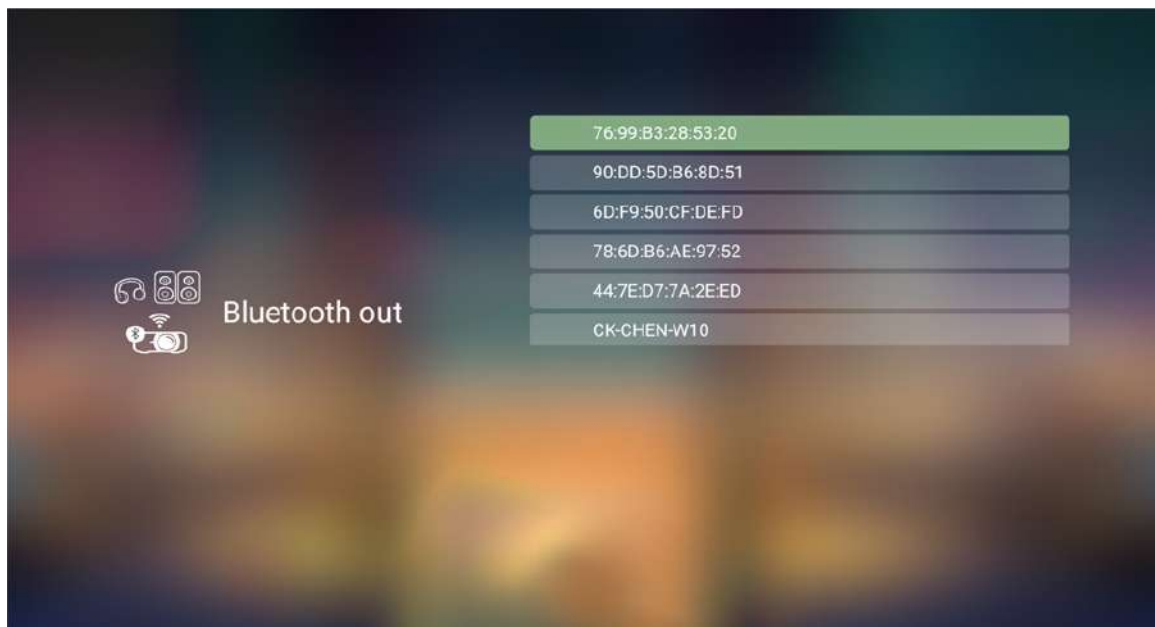 76:99:B3:28:53:20
90:DD:5D:B6:8D:51
6D:F9:50:CF:DE:FD
78:6D:B6:AE:97:52
44:7E:D7:7A:2E:ED
CK-CHEN-W10
Bluetooth out